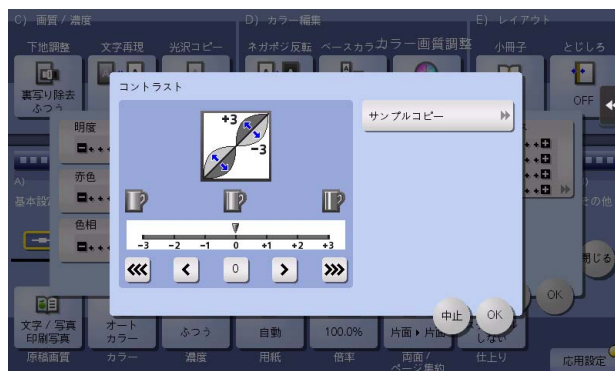 C) 画質 / 濃度
D) カラー編集
E) レイアウト
下地調整
文字再現
光沢コピー
ネガポジ反転
ベースカラー
カラー画質調整
小冊子
とじしろ
裏写り除去
ふつう
OFF
コントラスト
+3
-3
サンプルコピー
明度
赤色
色相
A)
基本設
その他
-3 -2 -1 0 +1 +2 +3
0
閉じる
OK
中止
OK
文字 / 写真
印刷写真
オート
カラー
ふつう
自動
100.0%
片面 片面
しない
原稿画質
カラー
濃度
用紙
倍率
両面 /
ページ集約
仕上り
応用設定